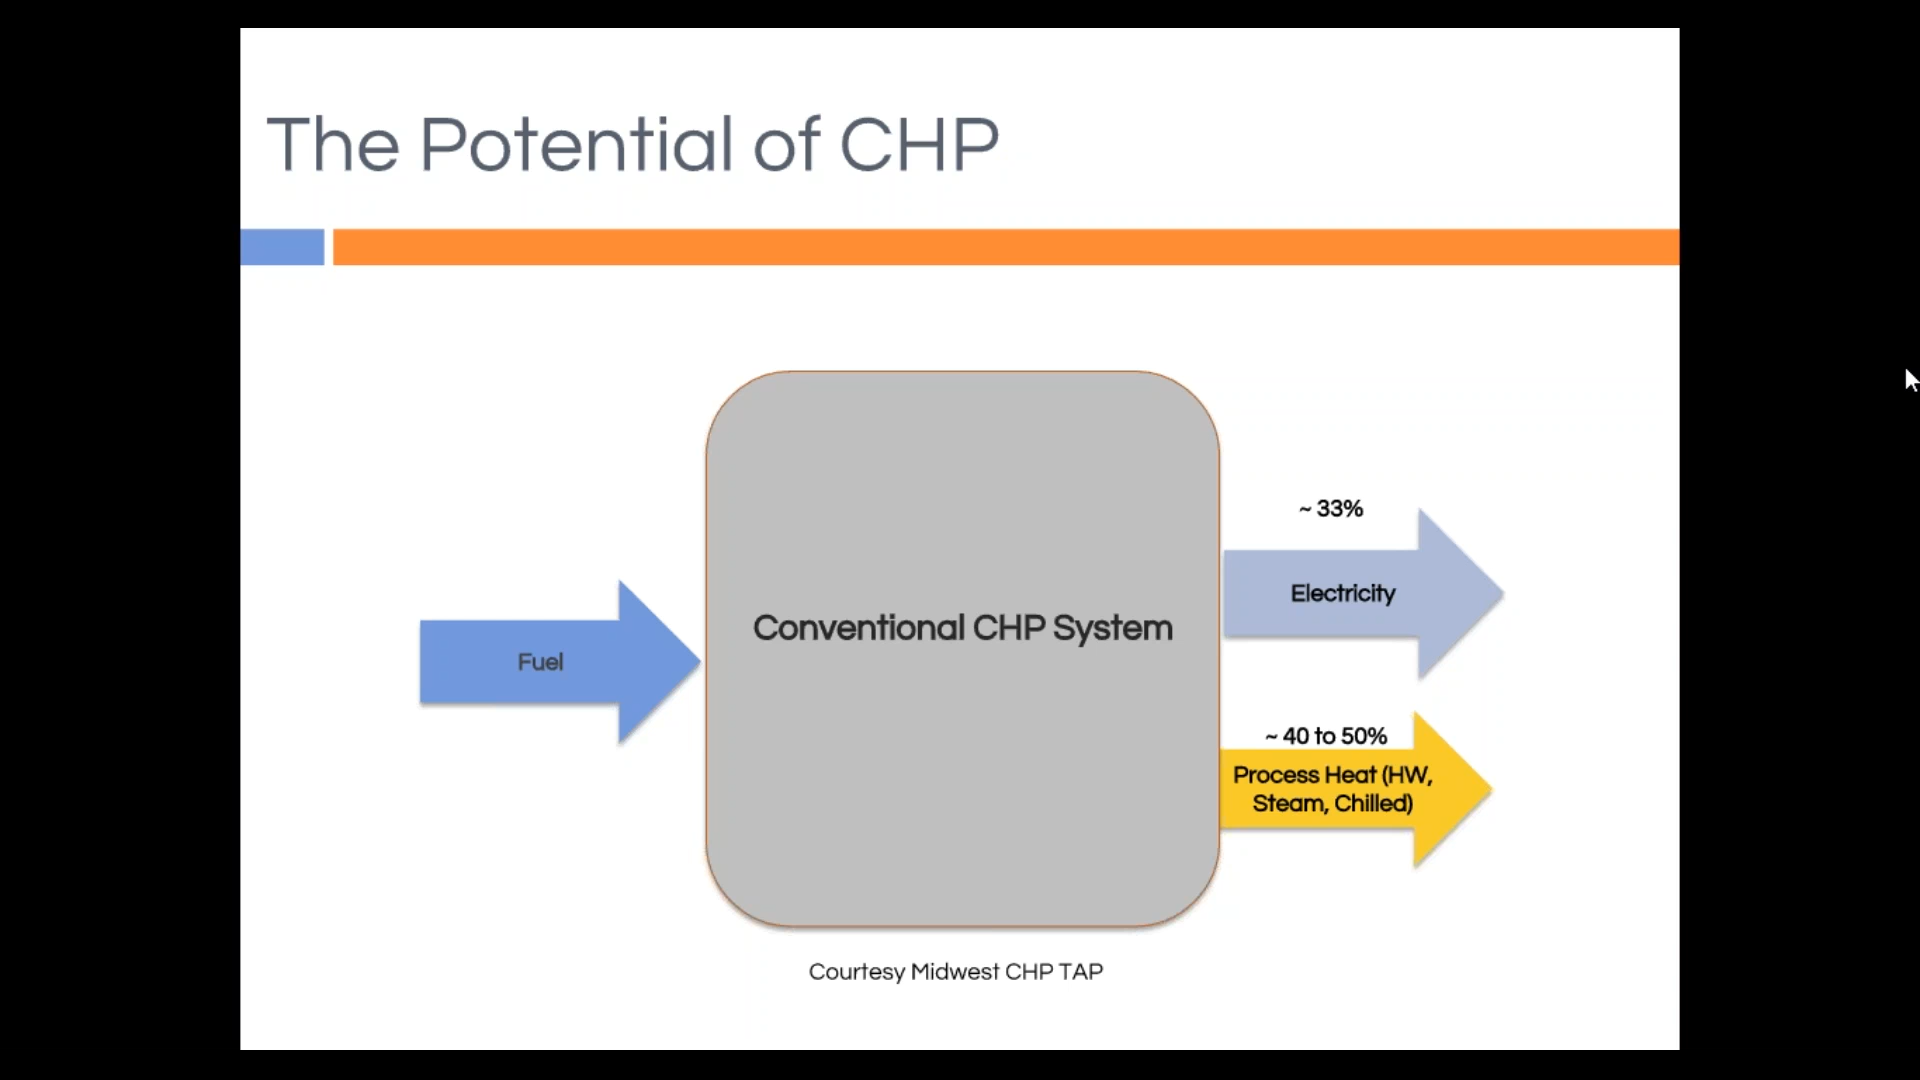 The Potential of CHP
Fuel
Conventional CHP System
~ 33%
Electricity
~ 40 to 50%
Process Heat (HW,
Steam, Chilled)
Courtesy Midwest CHP TAP